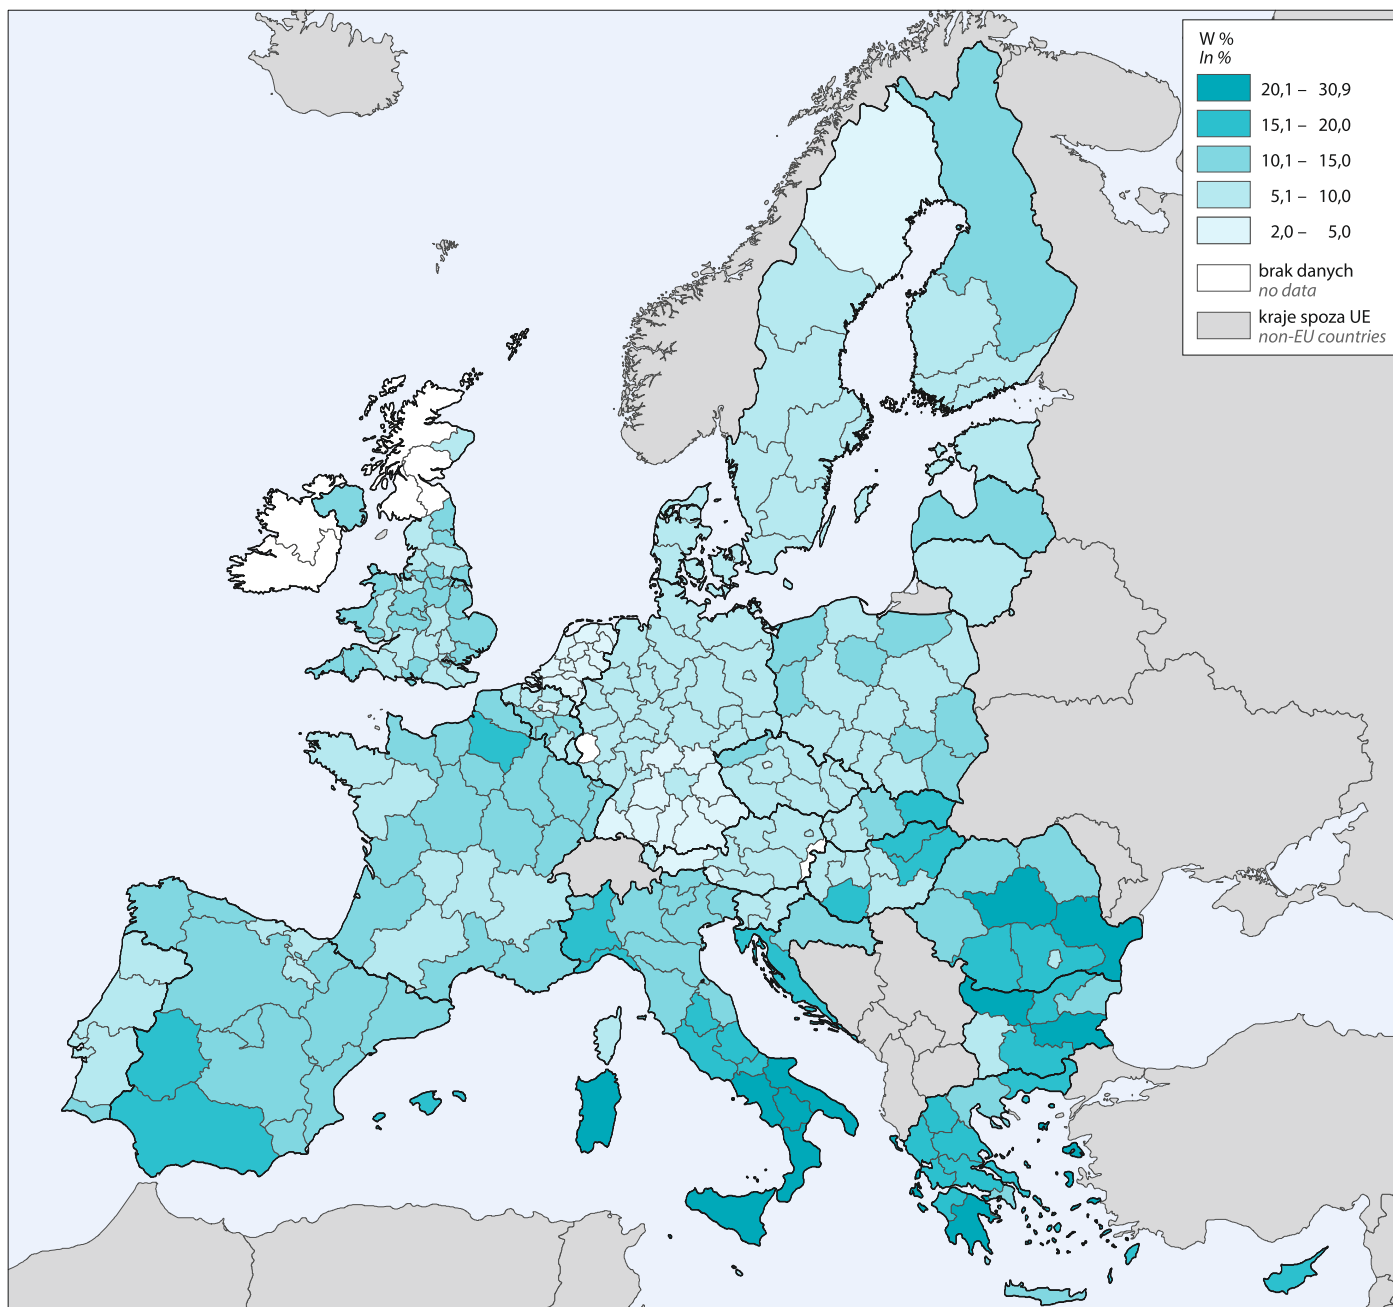 W %
In %
20,1 – 30,9
15,1 – 20,0
10,1 – 15,0
5,1 – 10,0
2,0 – 5,0
brak danych
no data
kraje spoza UE
non-EU countries